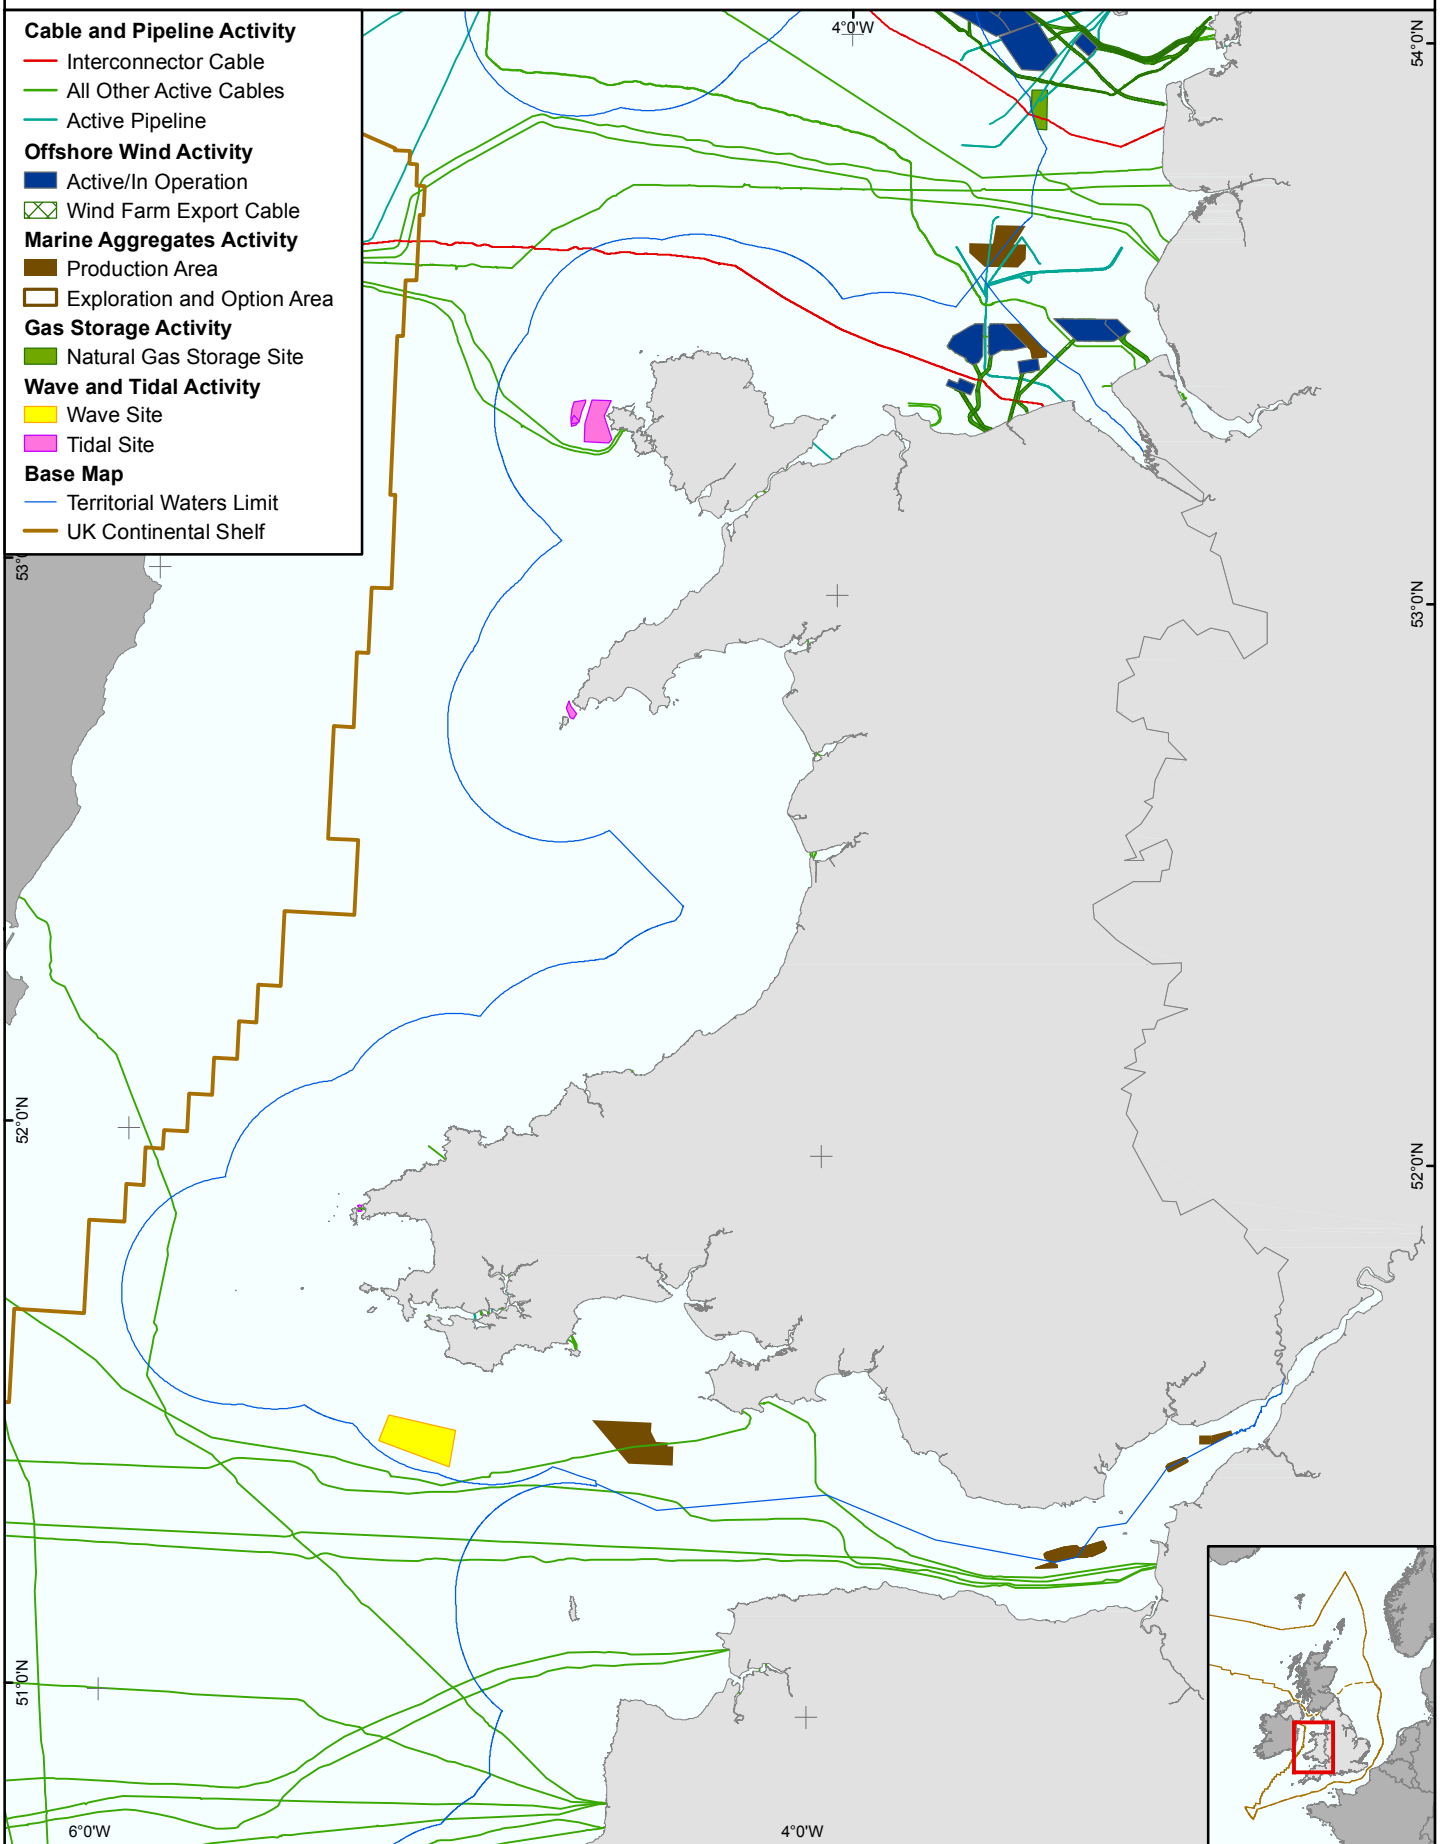 Cable and Pipeline Activity
Interconnector Cable
All Other Active Cables
Active Pipeline
Offshore Wind Activity
Active/In Operation
Wind Farm Export Cable
Marine Aggregates Activity
Production Area
Exploration and Option Area
Gas Storage Activity
Natural Gas Storage Site
Wave and Tidal Activity
Wave Site
Tidal Site
Base Map
Territorial Waters Limit
UK Continental Shelf
4°0'W
54°0'N
53°0
53°0'N
52°0'N
52°0'N
51°0'N
6°0'W
4°0'W